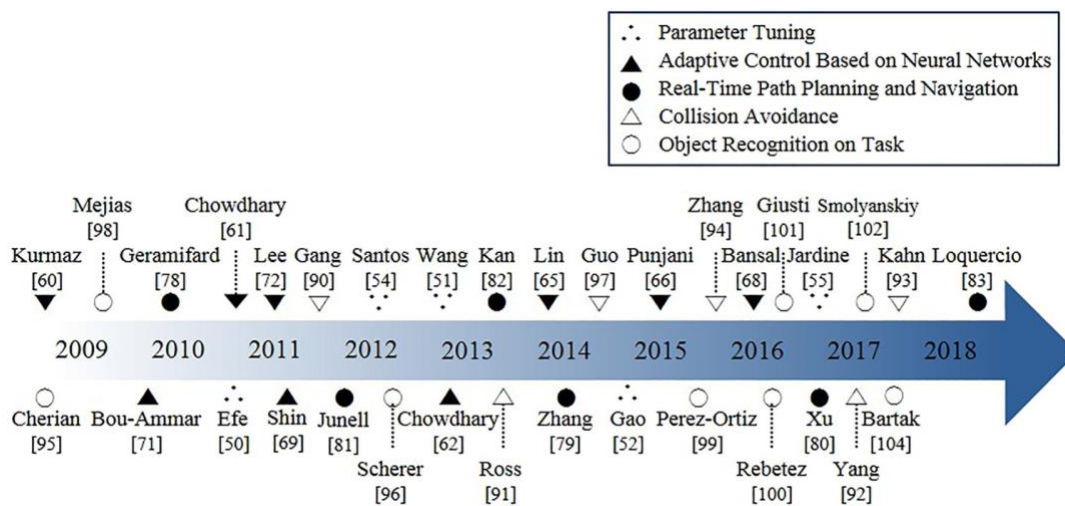 Parameter Tuning
Adaptive Control Based on Neural Networks
Real-Time Path Planning and Navigation
Collision Avoidance
Object Recognition on Task
Mejias Chowdhary Zhang Giusti Smolyanskiy
[98] [61] [94] [101] [102]
Kurmaz Geramifard Lee Gang Santos Wang Kan Lin Guo Punjani Bansal Jardine Kahn Loquercio
[60] [78] [72] [90] [54] [51] [82] [65] [97] [66] [68] [55] [93] [83]
2009 2010 2011 2012 2013 2014 2015 2016 2017 2018
Cherian Bou-Ammar Efe Shin Junell Chowdhary Zhang Gao Perez-Ortiz Xu Bartak
[95] [71] [50] [69] [81] [62] [79] [52] [99] [80] [104]
Scherer Ross Rebetez Yang
[96] [91] [100] [92]